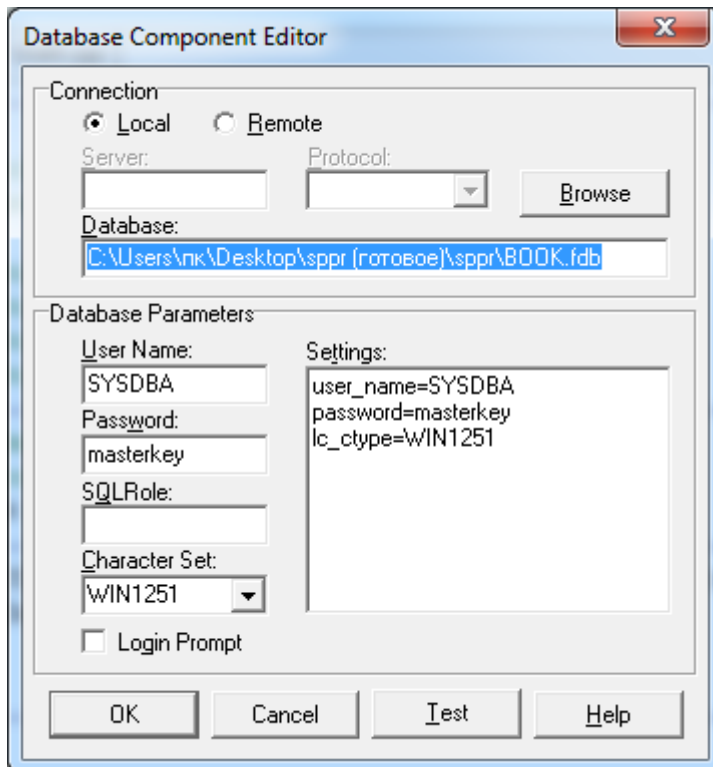 Database Component Editor
Connection
Local Remote
Server: Protocol:
Browse
Database:
C:\Users\пк\Desktop\sppr (готовое)\sppr\BOOK.fdb
Database Parameters
User Name: Settings:
SYSDBA user_name=SYSDBA
Password: password=masterkey
masterkey lc_ctype=WIN1251
SQLRole:
Character Set:
WIN1251
Login Prompt
OK Cancel Test Help